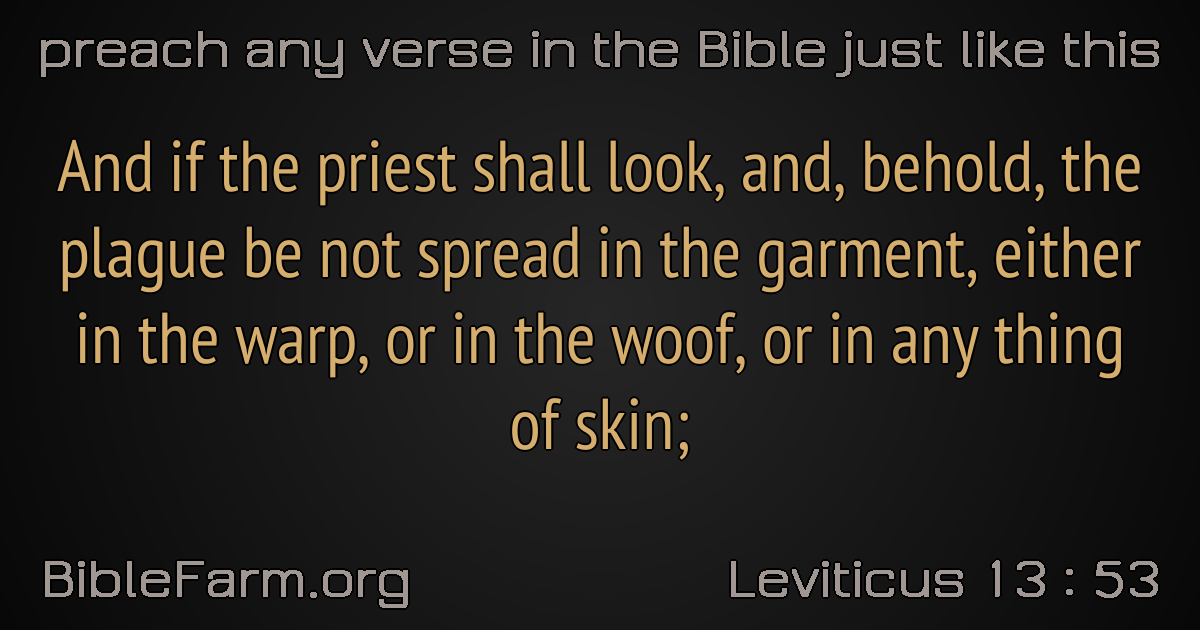 preach any verse in the Bible just like this
And if the priest shall look, and, behold, the
plague be not spread in the garment, either
in the warp, or in the woof, or in any thing
of skin;
BibleFarm.org
Leviticus 13 : 53